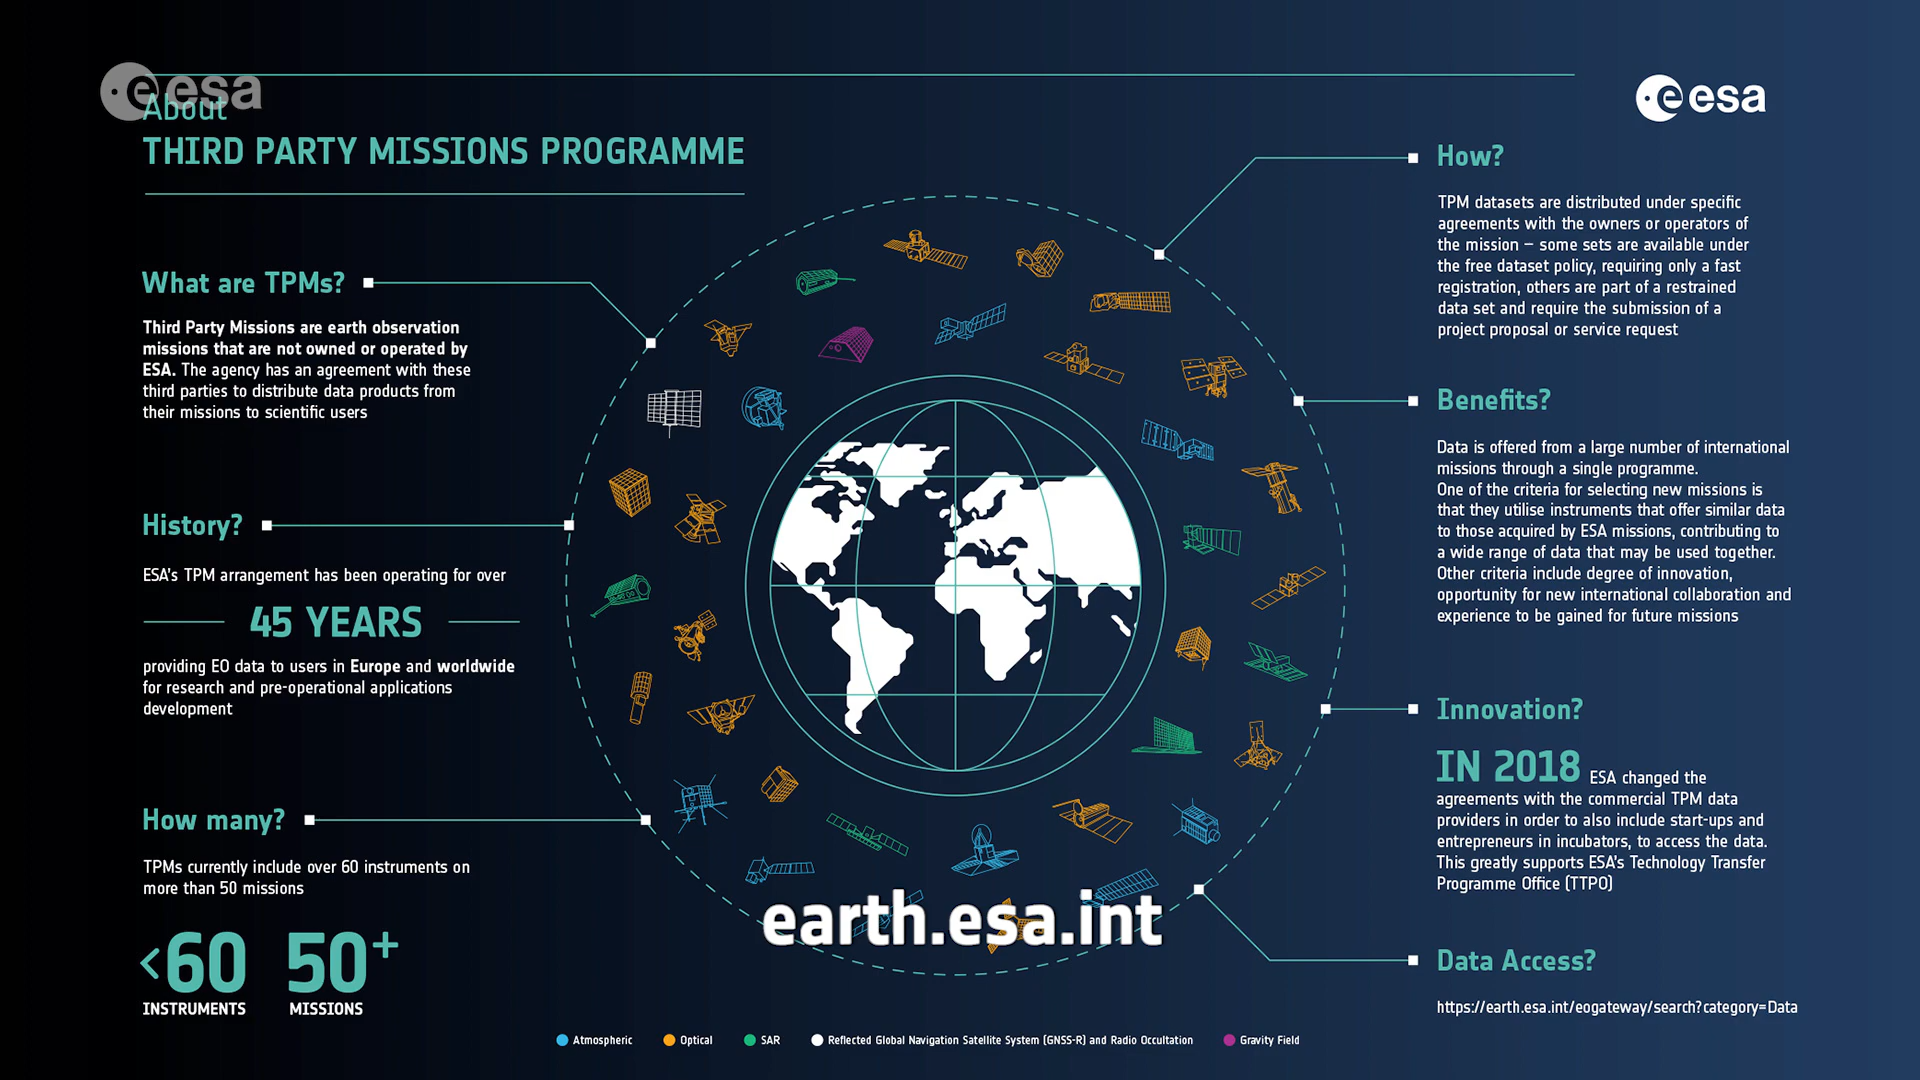 esa
esa
About
THIRD PARTY MISSIONS PROGRAMME
What are TPMs?
Third Party Missions are earth observation
missions that are not owned or operated by
ESA. The agency has an agreement with these
third parties to distribute data products from
their missions to scientific users
History?
ESA's TPM arrangement has been operating for over
45 YEARS
providing EO data to users in Europe and worldwide
for research and pre-operational applications
development
How many?
TPMs currently include over 60 instruments on
more than 50 missions
<60 50+
INSTRUMENTS MISSIONS
How?
TPM datasets are distributed under specific
agreements with the owners or operators of
the mission – some sets are available under
the free dataset policy, requiring only a fast
registration, others are part of a restrained
data set and require the submission of a
project proposal or service request
Benefits?
Data is offered from a large number of international
missions through a single programme.
One of the criteria for selecting new missions is
that they utilise instruments that offer similar data
to those acquired by ESA missions, contributing to
a wide range of data that may be used together.
Other criteria include degree of innovation,
opportunity for new international collaboration and
experience to be gained for future missions
Innovation?
IN 2018 ESA changed the
agreements with the commercial TPM data
providers in order to also include start-ups and
entrepreneurs in incubators, to access the data.
This greatly supports ESA's Technology Transfer
Programme Office (TTPO)
Data Access?
https://earth.esa.int/eogateway/search?category=Data
earth.esa.int
Atmospheric Optical SAR Reflected Global Navigation Satellite System (GNSS-R) and Radio Occultation Gravity Field